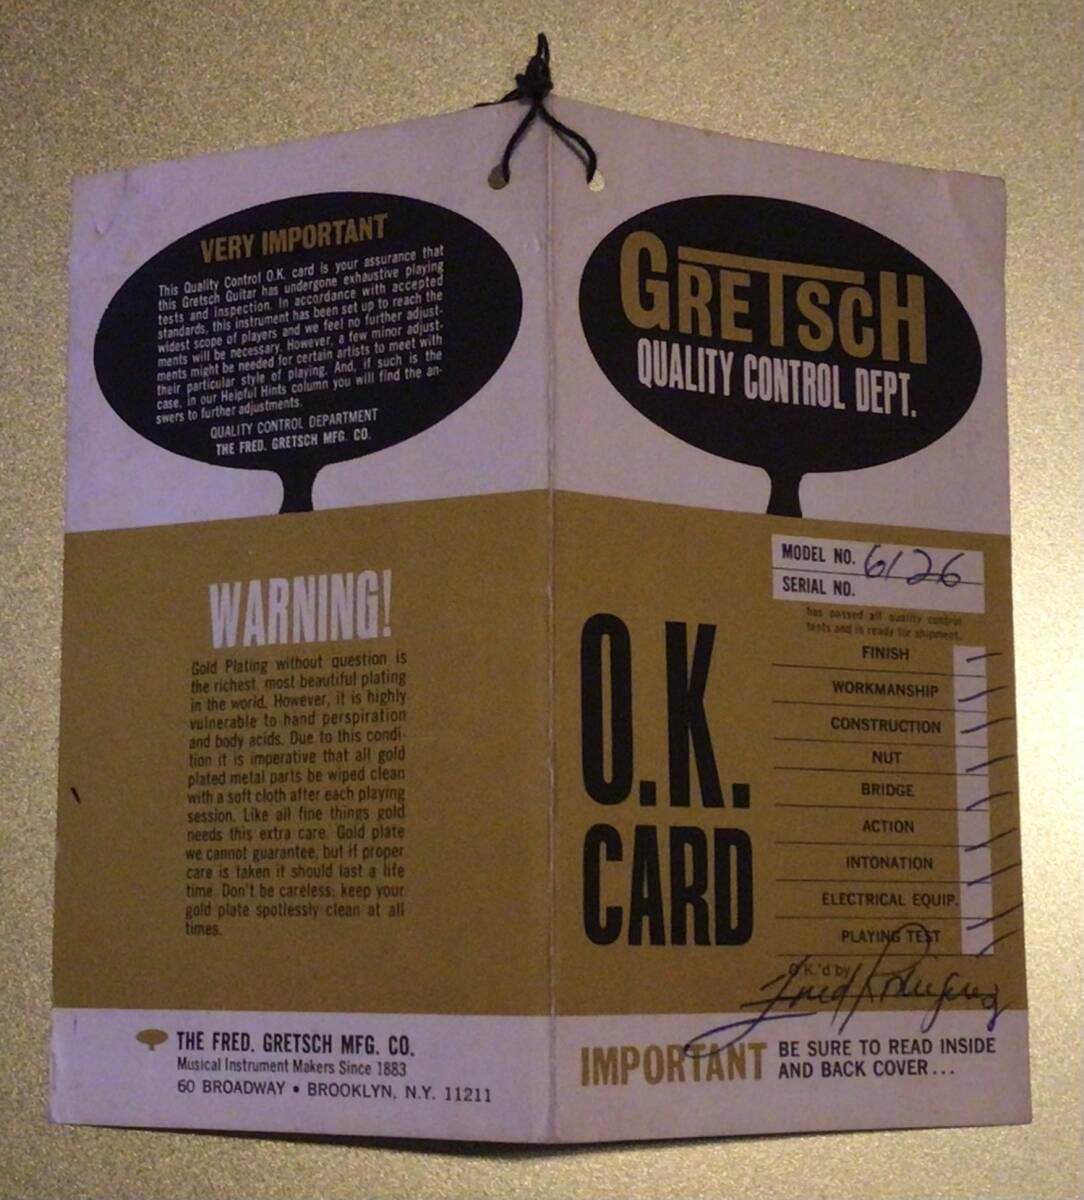 VERY IMPORTANT
This Quality Control O.K. card is your assurance that
this Gretsch Guitar has undergone exhaustive playing
tests and inspection. In accordance with accepted
standards, this instrument has been set up to reach the
widest scope of players and we feel no further adjust-
ments will be necessary. However, a few minor adjust-
ments might be needed for certain artists to meet with
their particular style of playing. And, if such is the
case, in our Helpful Hints column you will find the an-
swers to further adjustments.
QUALITY CONTROL DEPARTMENT
THE FRED. GRETSCH MFG. CO.
WARNING!
Gold Plating without question is
the richest, most beautiful plating
in the world. However, it is highly
vulnerable to hand perspiration
and body acids. Due to this condi-
tion it is imperative that all gold
plated metal parts be wiped clean
with a soft cloth after each playing
session. Like all fine things gold
needs this extra care. Gold plate
we cannot guarantee, but if proper
care is taken it should last a life
time. Don't be careless; keep your
gold plate spotlessly clean at all
times.
THE FRED. GRETSCH MFG. CO.
Musical Instrument Makers Since 1883
60 BROADWAY • BROOKLYN, N.Y. 11211
GRETSCH
QUALITY CONTROL DEPT.
MODEL NO. 6126
SERIAL NO.
has passed all quality control
tests and is ready for shipment.
O.K.
CARD
FINISH
WORKMANSHIP
CONSTRUCTION
NUT
BRIDGE
ACTION
INTONATION
ELECTRICAL EQUIP.
PLAYING TEST
O.K.'d by
Fred Rodriguez
IMPORTANT BE SURE TO READ INSIDE
AND BACK COVER...